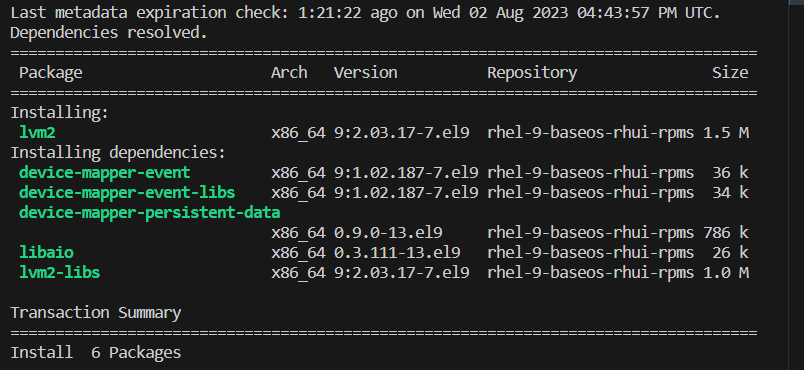 Last metadata expiration check: 1:21:22 ago on Wed 02 Aug 2023 04:43:57 PM UTC.
Dependencies resolved.
================================================================================
 Package                     Arch   Version          Repository            Size
================================================================================
Installing:
 lvm2                        x86_64 9:2.03.17-7.el9  rhel-9-baseos-rhui-rpms 1.5 M
Installing dependencies:
 device-mapper-event         x86_64 9:1.02.187-7.el9 rhel-9-baseos-rhui-rpms  36 k
 device-mapper-event-libs    x86_64 9:1.02.187-7.el9 rhel-9-baseos-rhui-rpms  34 k
 device-mapper-persistent-data
                             x86_64 0.9.0-13.el9     rhel-9-baseos-rhui-rpms 786 k
 libaio                      x86_64 0.3.111-13.el9   rhel-9-baseos-rhui-rpms  26 k
 lvm2-libs                   x86_64 9:2.03.17-7.el9  rhel-9-baseos-rhui-rpms 1.0 M

Transaction Summary
================================================================================
Install  6 Packages